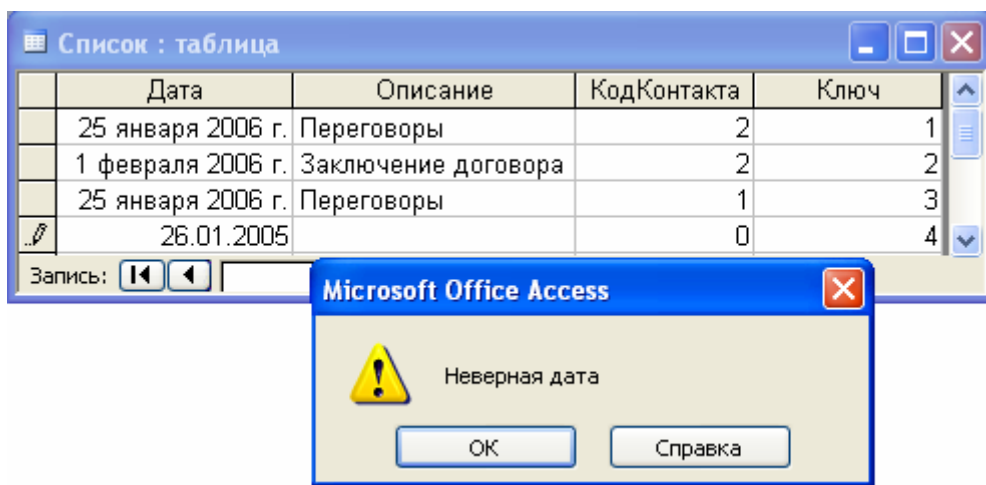 Список : таблица
Дата Описание КодКонтакта Ключ
25 января 2006 г. Переговоры 2 1
1 февраля 2006 г. Заключение договора 2 2
25 января 2006 г. Переговоры 1 3
26.01.2005 0 4
Запись:
Microsoft Office Access
Неверная дата
ОК Справка